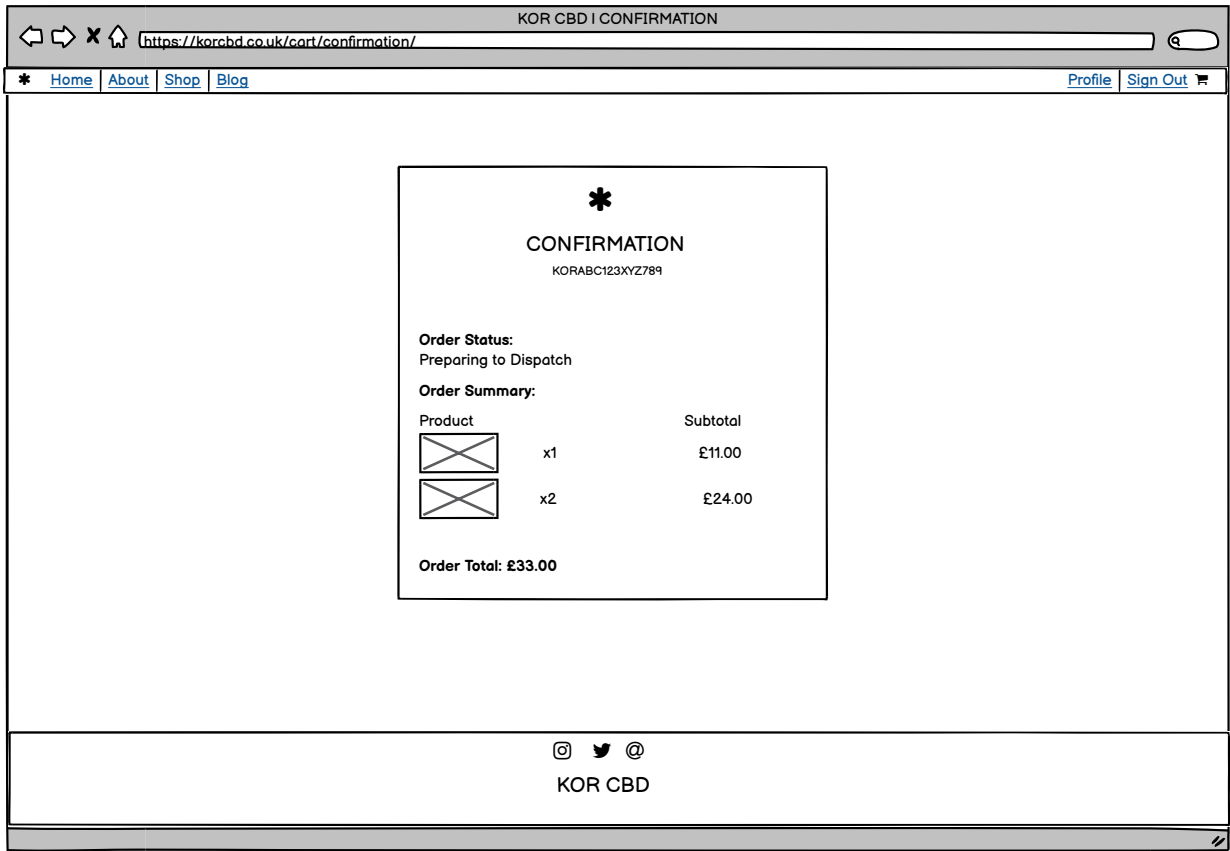 KOR CBD | CONFIRMATION
https://korcbd.co.uk/cart/confirmation/
Home About Shop Blog Profile Sign Out
CONFIRMATION
KORABC123XYZ789
Order Status:
Preparing to Dispatch
Order Summary:
Product Subtotal
x1 £11.00
x2 £24.00
Order Total: £33.00
@
KOR CBD